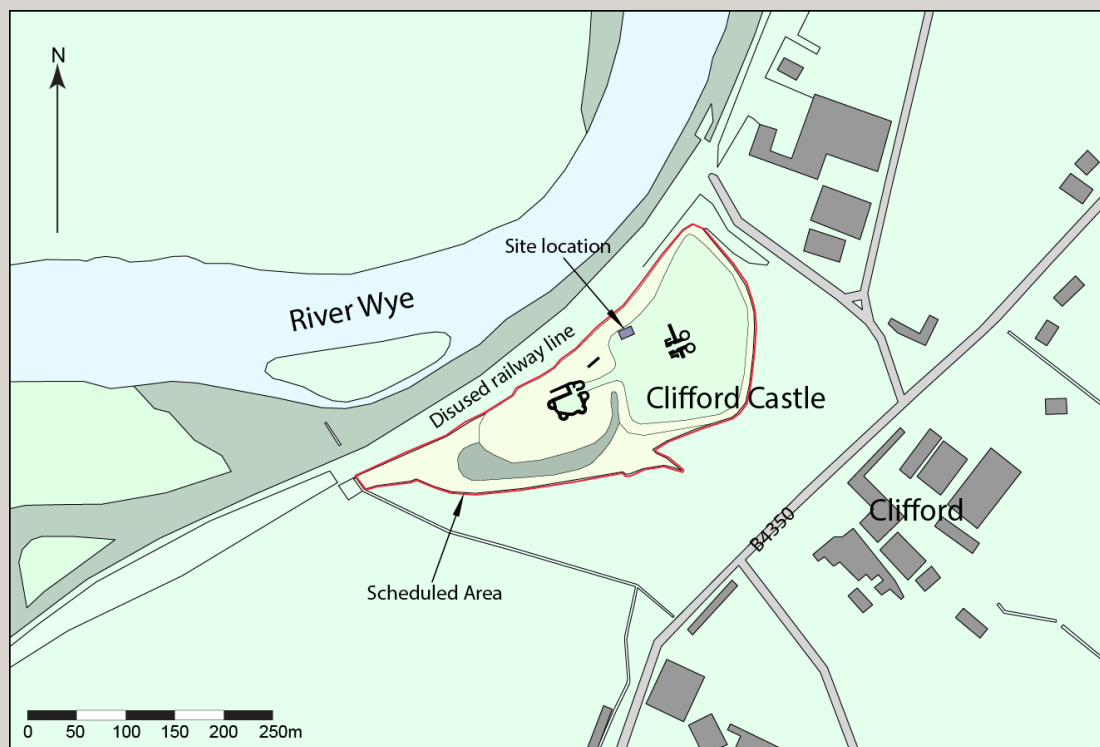 N
Site location
River Wye
Disused railway line
Clifford Castle
Clifford
B4350
Scheduled Area
0 50 100 150 200 250m